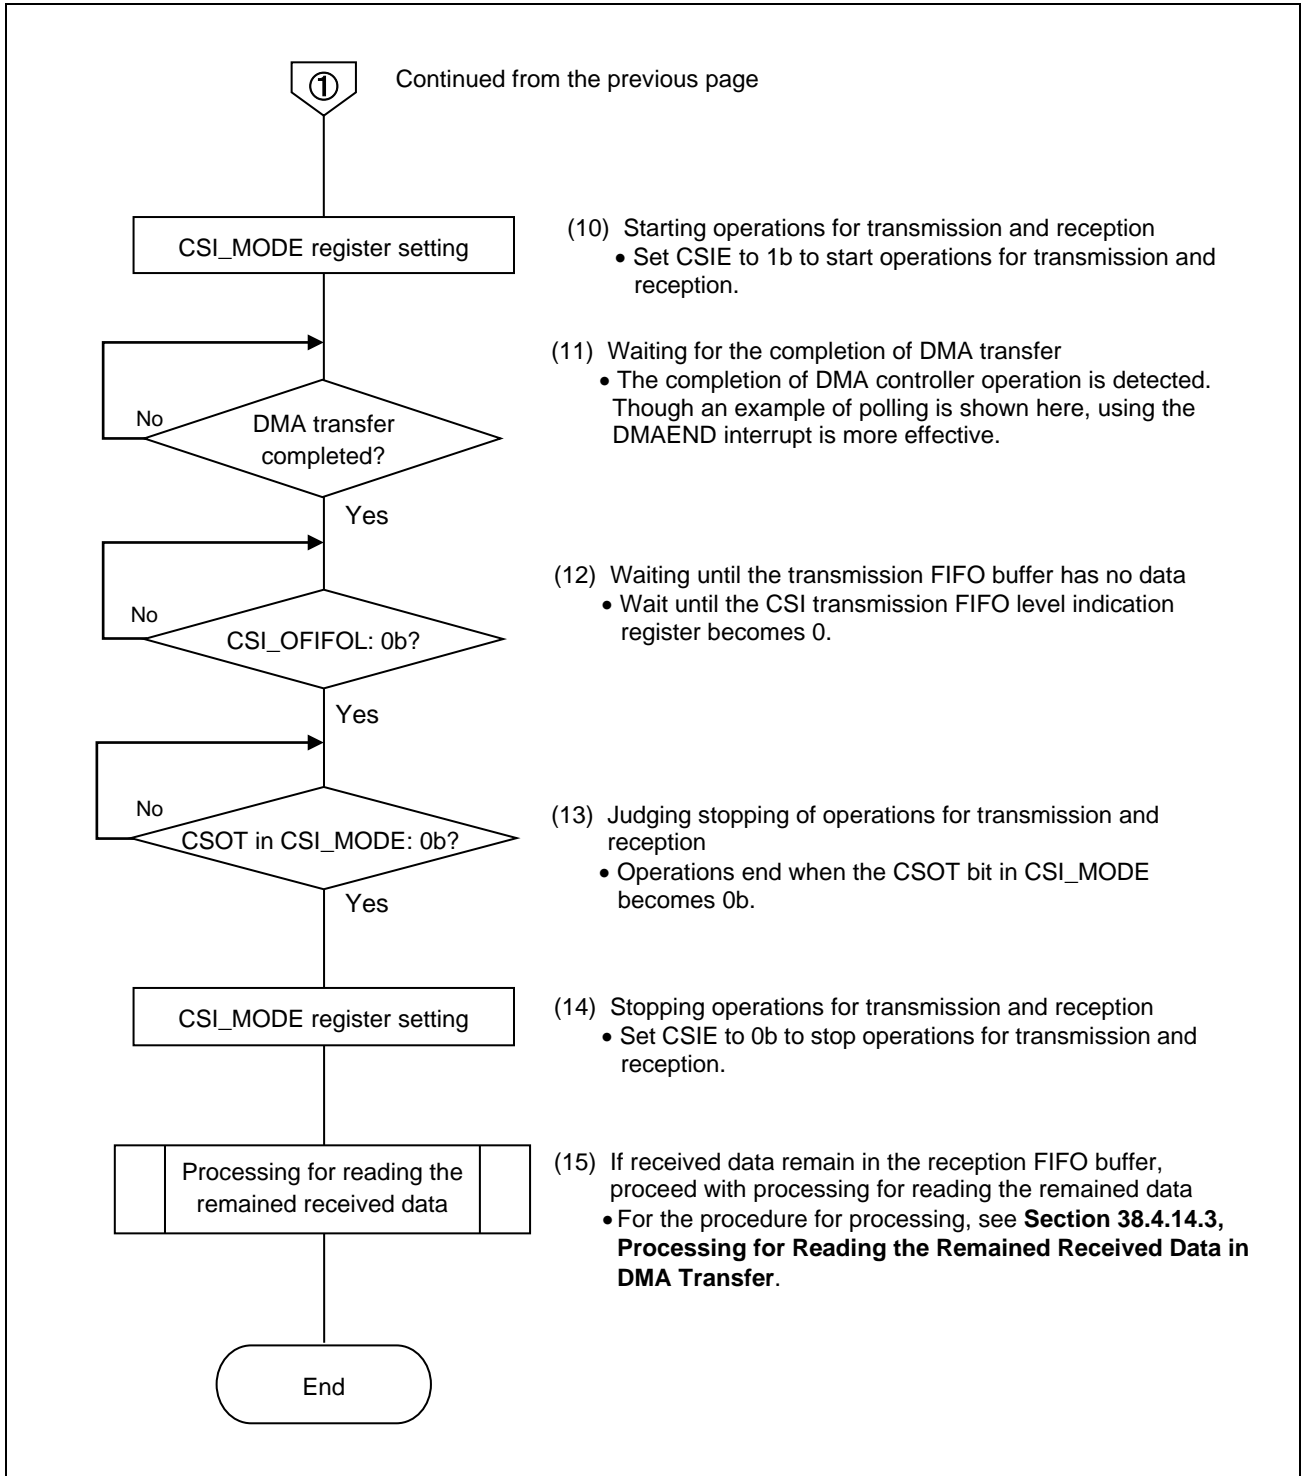 ① Continued from the previous page
CSI_MODE register setting
(10) Starting operations for transmission and reception
• Set CSIE to 1b to start operations for transmission and
reception.
No
DMA transfer
completed?
Yes
(11) Waiting for the completion of DMA transfer
• The completion of DMA controller operation is detected.
Though an example of polling is shown here, using the
DMAEND interrupt is more effective.
No
CSI_OFIFOL: 0b?
Yes
(12) Waiting until the transmission FIFO buffer has no data
• Wait until the CSI transmission FIFO level indication
register becomes 0.
No
CSOT in CSI_MODE: 0b?
Yes
(13) Judging stopping of operations for transmission and
reception
• Operations end when the CSOT bit in CSI_MODE
becomes 0b.
CSI_MODE register setting
(14) Stopping operations for transmission and reception
• Set CSIE to 0b to stop operations for transmission and
reception.
Processing for reading the
remained received data
(15) If received data remain in the reception FIFO buffer,
proceed with processing for reading the remained data
• For the procedure for processing, see Section 38.4.14.3,
Processing for Reading the Remained Received Data in
DMA Transfer.
End